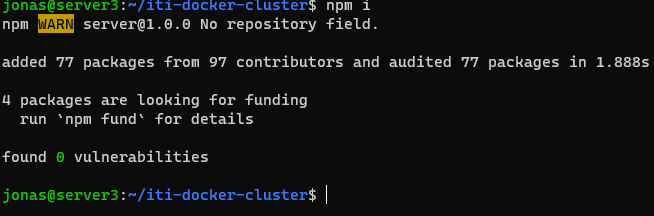 jonas@server3:~/iti-docker-cluster$ npm i
npm WARN server@1.0.0 No repository field.
added 77 packages from 97 contributors and audited 77 packages in 1.888s
4 packages are looking for funding
run `npm fund` for details
found 0 vulnerabilities
jonas@server3:~/iti-docker-cluster$